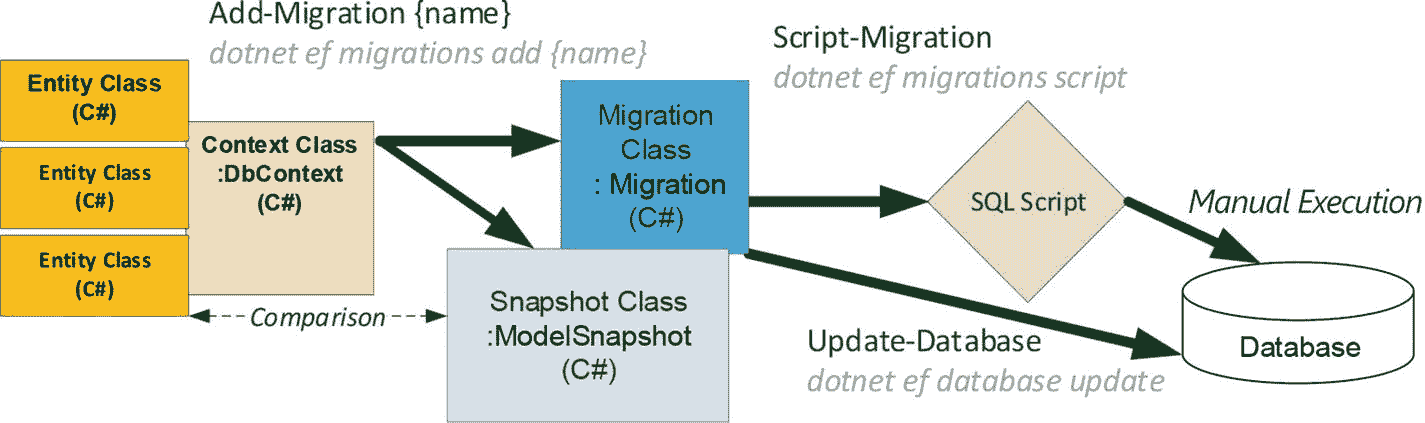 Add-Migration {name}
dotnet ef migrations add {name}
Entity Class
(C#)
Entity Class
(C#)
Entity Class
(C#)
Context Class
:DbContext
(C#)
Comparison
Migration
Class
: Migration
(C#)
Snapshot Class
:ModelSnapshot
(C#)
Script-Migration
dotnet ef migrations script
SQL Script
Manual Execution
Update-Database
dotnet ef database update
Database